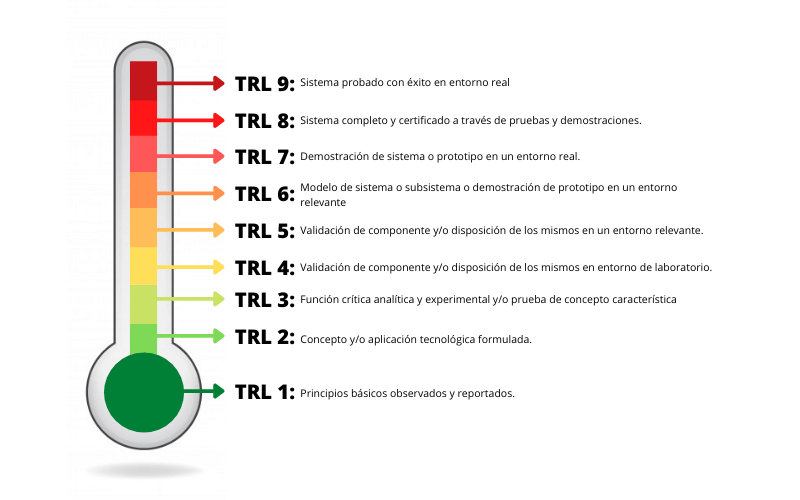 TRL 9: Sistema probado con éxito en entorno real
TRL 8: Sistema completo y certificado a través de pruebas y demostraciones.
TRL 7: Demostración de sistema o prototipo en un entorno real.
TRL 6: Modelo de sistema o subsistema o demostración de prototipo en un entorno
relevante
TRL 5: Validación de componente y/o disposición de los mismos en un entorno relevante.
TRL 4: Validación de componente y/o disposición de los mismos en entorno de laboratorio.
TRL 3: Función crítica analítica y experimental y/o prueba de concepto característica
TRL 2: Concepto y/o aplicación tecnológica formulada.
TRL 1: Principios básicos observados y reportados.